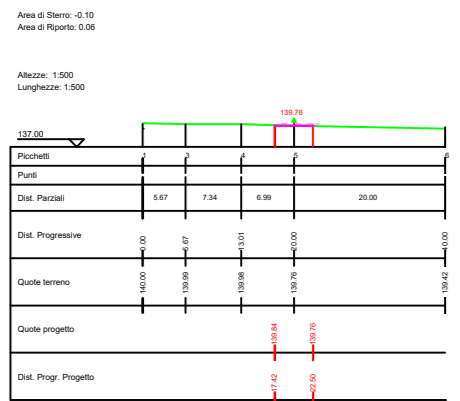 Area di Sterro: -0.10
Area di Riporto: 0.06
Altezze: 1:500
Lunghezze: 1:500
139.76
137.00
Picchetti 1 3 4 5 6
Punti
Dist. Parziali 5.67 7.34 6.99 20.00
Dist. Progressive 0.00 5.67 13.01 20.00 40.00
Quote terreno 140.00 139.99 139.98 139.76 139.42
Quote progetto 139.84 139.76
Dist. Progr. Progetto 17.42 22.50